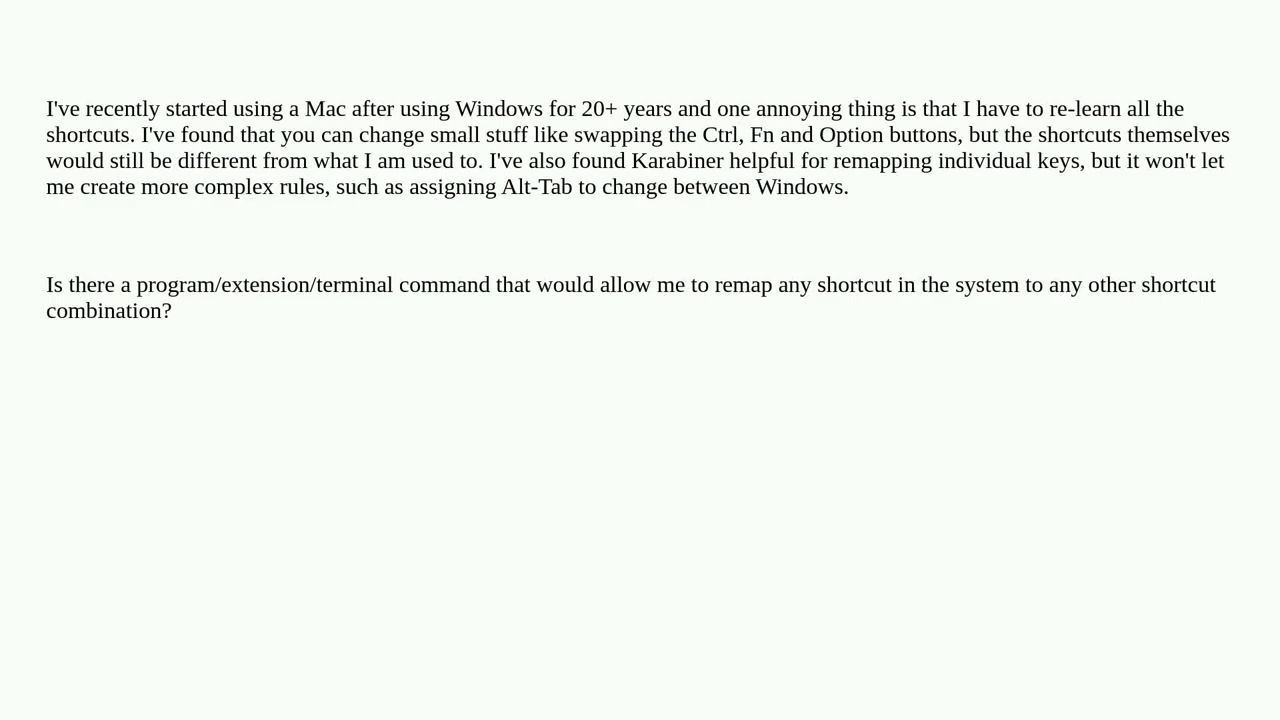 I've recently started using a Mac after using Windows for 20+ years and one annoying thing is that I have to re-learn all the
shortcuts. I've found that you can change small stuff like swapping the Ctrl, Fn and Option buttons, but the shortcuts themselves
would still be different from what I am used to. I've also found Karabiner helpful for remapping individual keys, but it won't let
me create more complex rules, such as assigning Alt-Tab to change between Windows.
Is there a program/extension/terminal command that would allow me to remap any shortcut in the system to any other shortcut
combination?